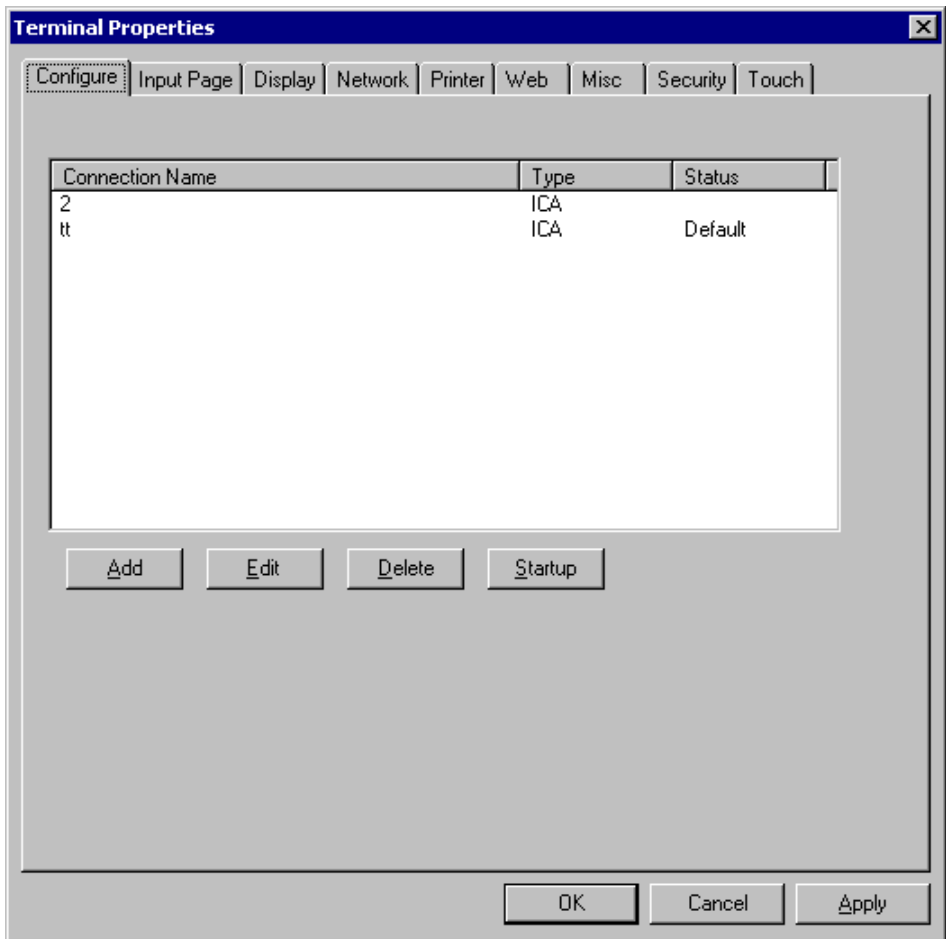 Terminal Properties
Configure Input Page Display Network Printer Web Misc Security Touch
Connection Name Type Status
2 ICA
tt ICA Default
Add Edit Delete Startup
OK Cancel Apply